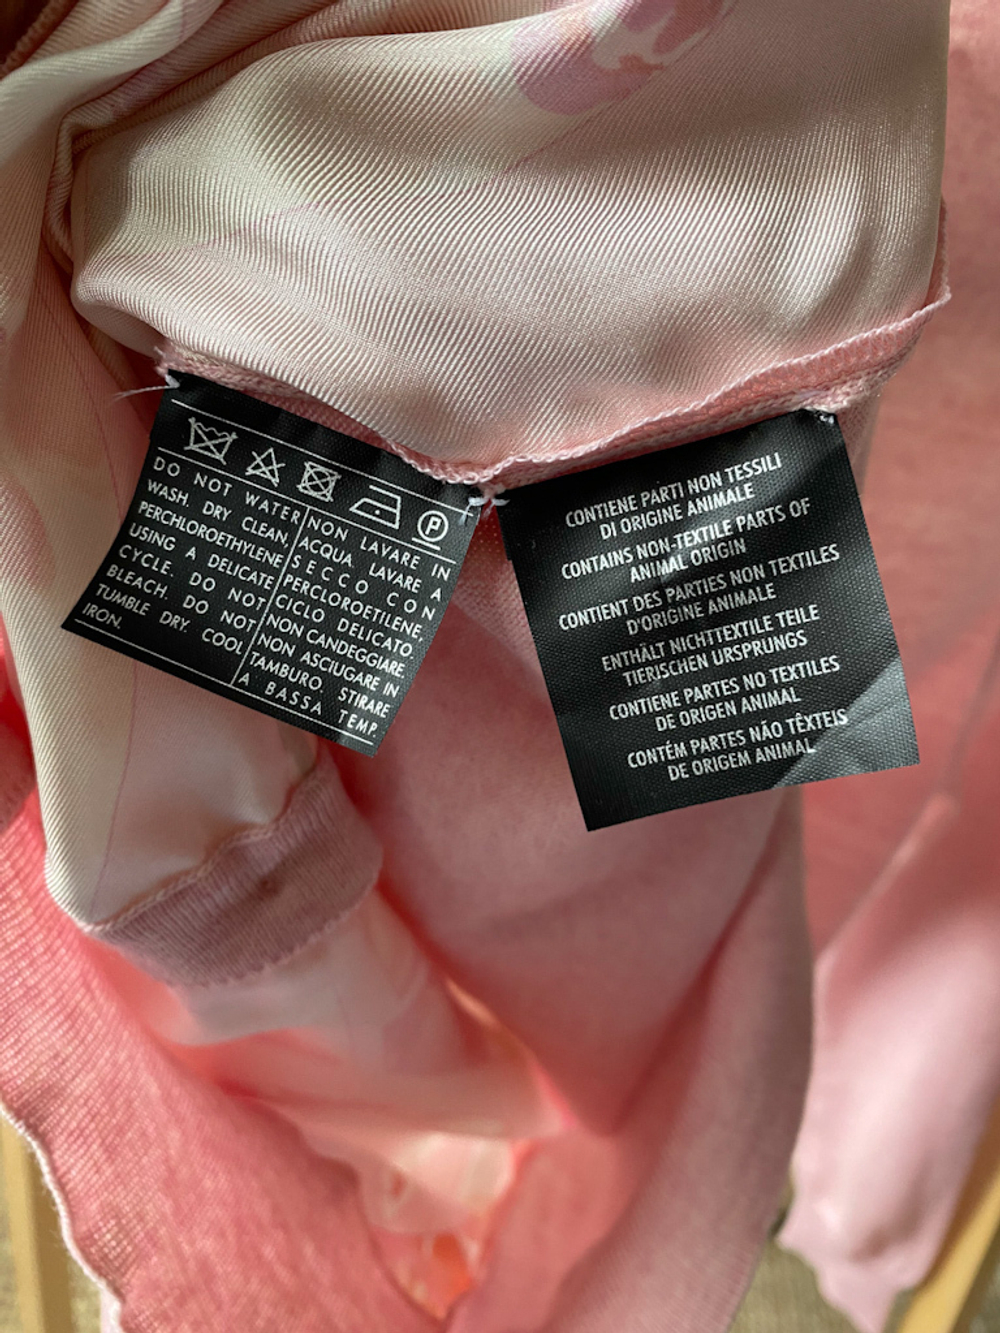 P
DO NOT WATER
WASH. DRY CLEAN,
PERCHLOROETHYLENE
USING A DELICATE
CYCLE. DO NOT
BLEACH. DO NOT
TUMBLE DRY. COOL
IRON.
NON LAVARE IN
ACQUA LAVARE A
SECCO CON
PERCLOROETILENE,
CICLO DELICATO.
NON CANDEGGIARE.
NON ASCIUGARE IN
TAMBURO. STIRARE
A BASSA TEMP.
CONTIENE PARTI NON TESSILI
DI ORIGINE ANIMALE
CONTAINS NON-TEXTILE PARTS OF
ANIMAL ORIGIN
CONTIENT DES PARTIES NON TEXTILES
D'ORIGINE ANIMALE
ENTHÄLT NICHTTEXTILE TEILE
TIERISCHEN URSPRUNGS
CONTIENE PARTES NO TEXTILES
DE ORIGEN ANIMAL
CONTÉM PARTES NÃO TÊXTEIS
DE ORIGEM ANIMAL